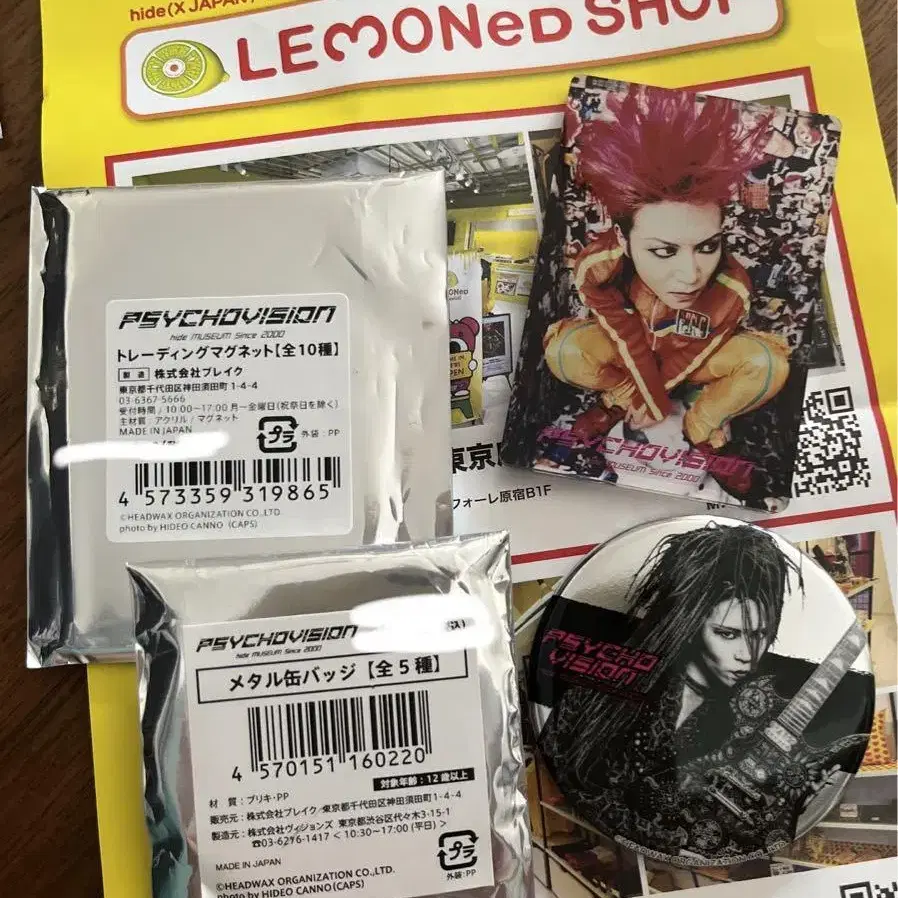 hide(X JAPAN)
LEMONeD SHOP
PSYCHOVISION
hide MUSEUM Since 2000
トレーディングマグネット【全10種】
製造 株式会社ブレイク
東京都千代田区神田須田町1-4-4
03-6367-5666
受付時間/10:00~17:00 月ー金曜日(祝祭日を除く)
主材質:アクリル/マグネット
MADE IN JAPAN
プラ
外袋:PP
4 573359 319865
©HEADWAX ORGANIZATION CO.,LTD.
photo by HIDEO CANNO (CAPS)
PSYCHOVISION
MUSEUM Since 2000
東京
フォーレ原宿B1F
PSYCHOVISION
hide MUSEUM Since 2000
メタル缶バッジ【全5種】
4 570151 160220
対象年齢:12歳以上
材質:ブリキ・PP
販売元:株式会社ブレイク/東京都千代田区神田須田町1-4-4
製造元:株式会社ヴィジョンズ 東京都渋谷区代々木3-15-1
☎03-6276-1417 < 10:30~17:00 (平日) >
MADE IN JAPAN
プラ
外袋:PP
©HEADWAX ORGANIZATION CO.,LTD.
photo by HIDEO CANNO(CAPS)
PSYCHO
VISION
©HEADWAX ORGANIZATION CO.,LTD.